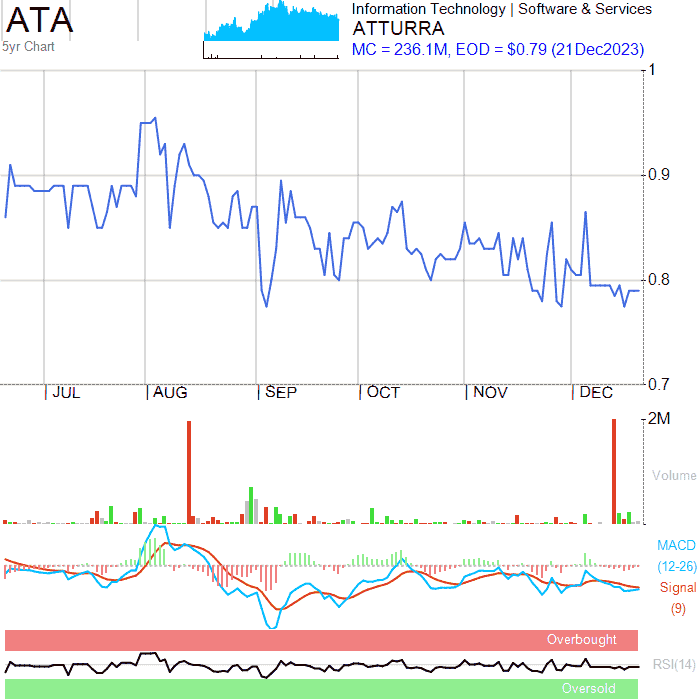 ATA
5yr Chart
Information Technology | Software & Services
ATTURRA
MC = 236.1M, EOD = $0.79 (21Dec2023)
1
0.9
0.8
0.7
JUL AUG SEP OCT NOV DEC
2M
Volume
MACD
(12-26)
Signal
(9)
Overbought
RSI(14)
Oversold